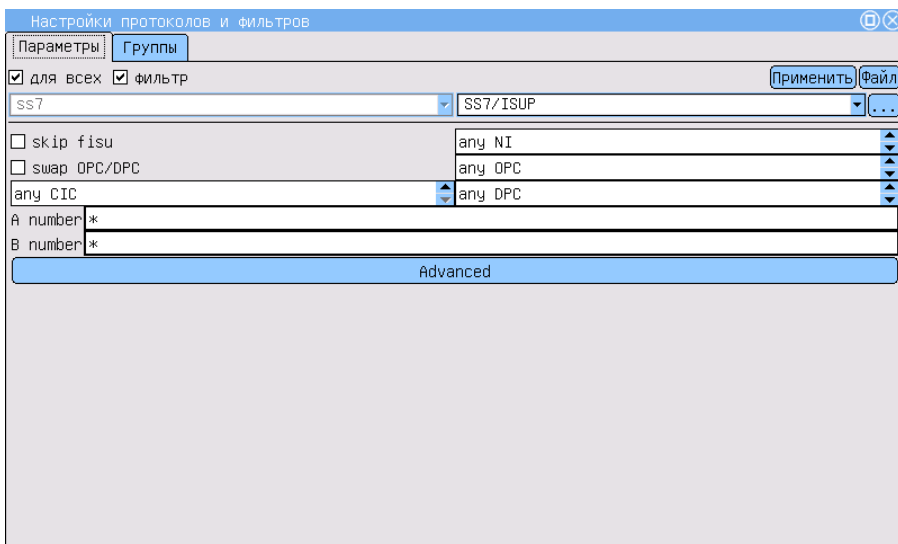 Настройки протоколов и фильтров
Параметры Группы
для всех фильтр Применить Файл
ss7 SS7/ISUP ...
skip fisu any NI
swap OPC/DPC any OPC
any CIC any DPC
A number *
B number *
Advanced